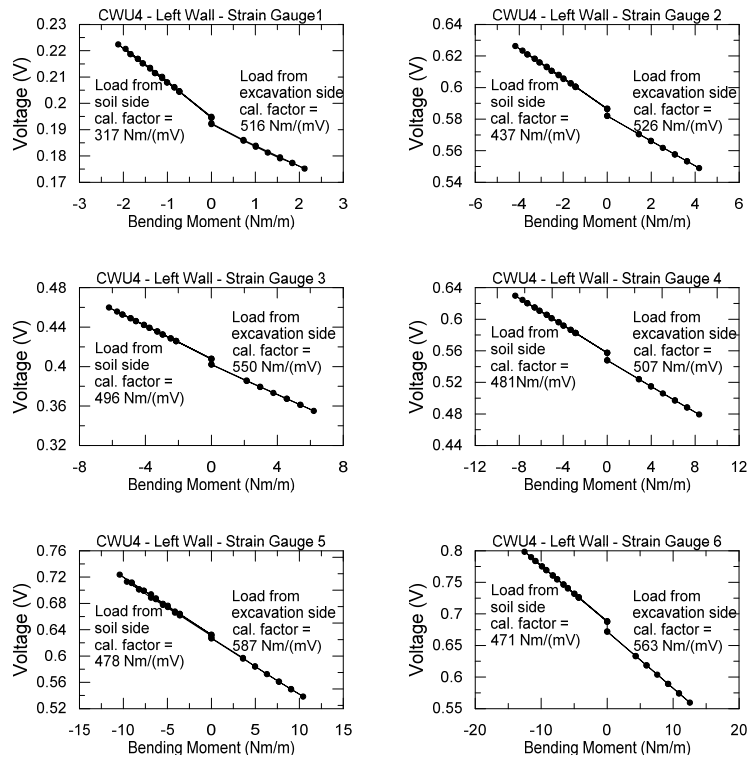 CWU4 - Left Wall - Strain Gauge1
0.23
0.22
0.21
0.2
0.19
0.18
0.17
Voltage (V)
Load from
soil side
cal. factor =
317 Nm/(mV)
Load from
excavation side
cal. factor =
516 Nm/(mV)
-3 -2 -1 0 1 2 3
Bending Moment (Nm/m)
CWU4 - Left Wall - Strain Gauge 2
0.64
0.62
0.6
0.58
0.56
0.54
Voltage (V)
Load from
soil side
cal. factor =
437 Nm/(mV)
Load from
excavation side
cal. factor =
526 Nm/(mV)
-6 -4 -2 0 2 4 6
Bending Moment (Nm/m)
CWU4 - Left Wall - Strain Gauge 3
0.48
0.44
0.4
0.36
0.32
Voltage (V)
Load from
soil side
cal. factor =
496 Nm/(mV)
Load from
excavation side
cal. factor =
550 Nm/(mV)
-8 -4 0 4 8
Bending Moment (Nm/m)
CWU4 - Left Wall - Strain Gauge 4
0.64
0.6
0.56
0.52
0.48
0.44
Voltage (V)
Load from
soil side
cal. factor =
481Nm/(mV)
Load from
excavation side
cal. factor =
507 Nm/(mV)
-12 -8 -4 0 4 8 12
Bending Moment (Nm/m)
CWU4 - Left Wall - Strain Gauge 5
0.76
0.72
0.68
0.64
0.6
0.56
0.52
Voltage (V)
Load from
soil side
cal. factor =
478 Nm/(mV)
Load from
excavation side
cal. factor =
587 Nm/(mV)
-15 -10 -5 0 5 10 15
Bending Moment (Nm/m)
CWU4 - Left Wall - Strain Gauge 6
0.8
0.75
0.7
0.65
0.6
0.55
Voltage (V)
Load from
soil side
cal. factor =
471 Nm/(mV)
Load from
excavation side
cal. factor =
563 Nm/(mV)
-20 -10 0 10 20
Bending Moment (Nm/m)